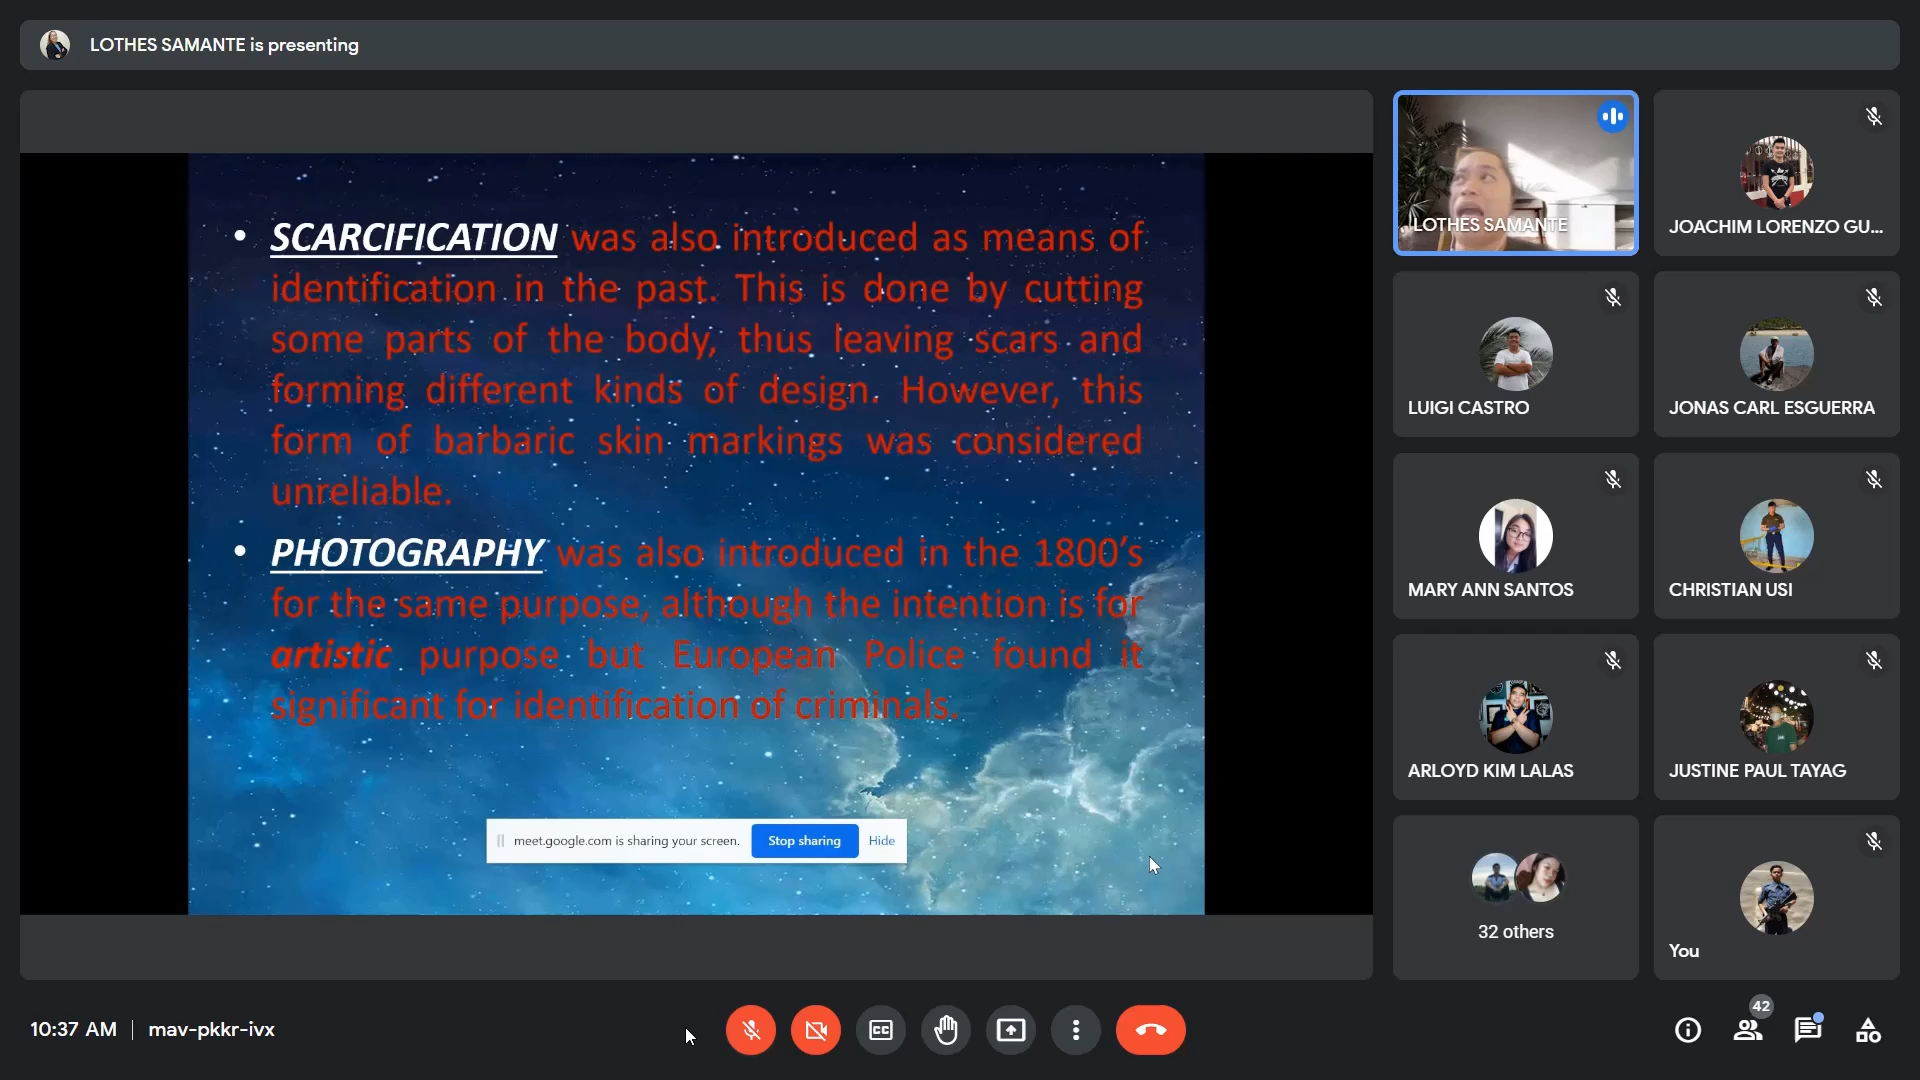 LOTHES SAMANTE is presenting
• SCARCIFICATION was also introduced as means of
identification in the past. This is done by cutting
some parts of the body, thus leaving scars and
forming different kinds of design. However, this
form of barbaric skin markings was considered
unreliable.
• PHOTOGRAPHY was also introduced in the 1800's
for the same purpose, although the intention is for
artistic purpose but European Police found it
significant for identification of criminals.
meet.google.com is sharing your screen. Stop sharing Hide
LOTHES SAMANTE
JOACHIM LORENZO GU...
LUIGI CASTRO
JONAS CARL ESGUERRA
MARY ANN SANTOS
CHRISTIAN USI
ARLOYD KIM LALAS
JUSTINE PAUL TAYAG
32 others
You
10:37 AM | mav-pkkr-ivx
CC
42